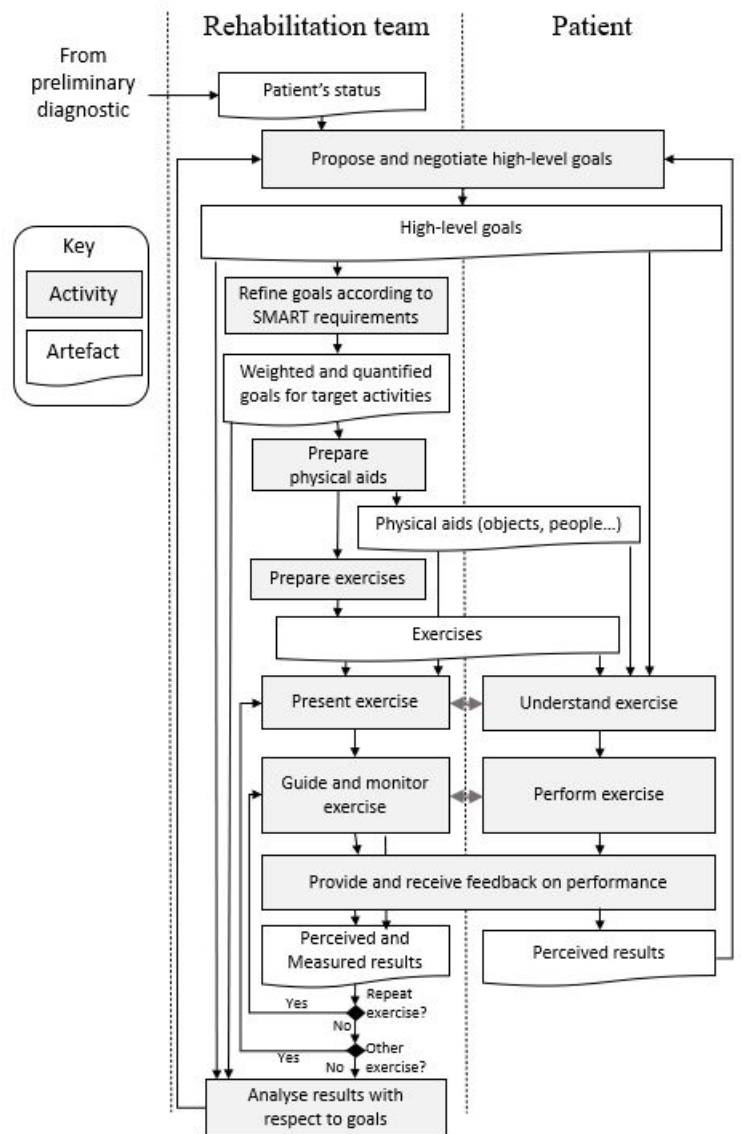 Rehabilitation team
Patient
From
preliminary
diagnostic
Patient's status
Propose and negotiate high-level goals
High-level goals
Key
Activity
Artefact
Refine goals according to
SMART requirements
Weighted and quantified
goals for target activities
Prepare
physical aids
Physical aids (objects, people...)
Prepare exercises
Exercises
Present exercise
Understand exercise
Guide and monitor
exercise
Perform exercise
Provide and receive feedback on performance
Perceived and
Measured results
Perceived results
Yes
Repeat
exercise?
No
Yes
Other
exercise?
No
Analyse results with
respect to goals